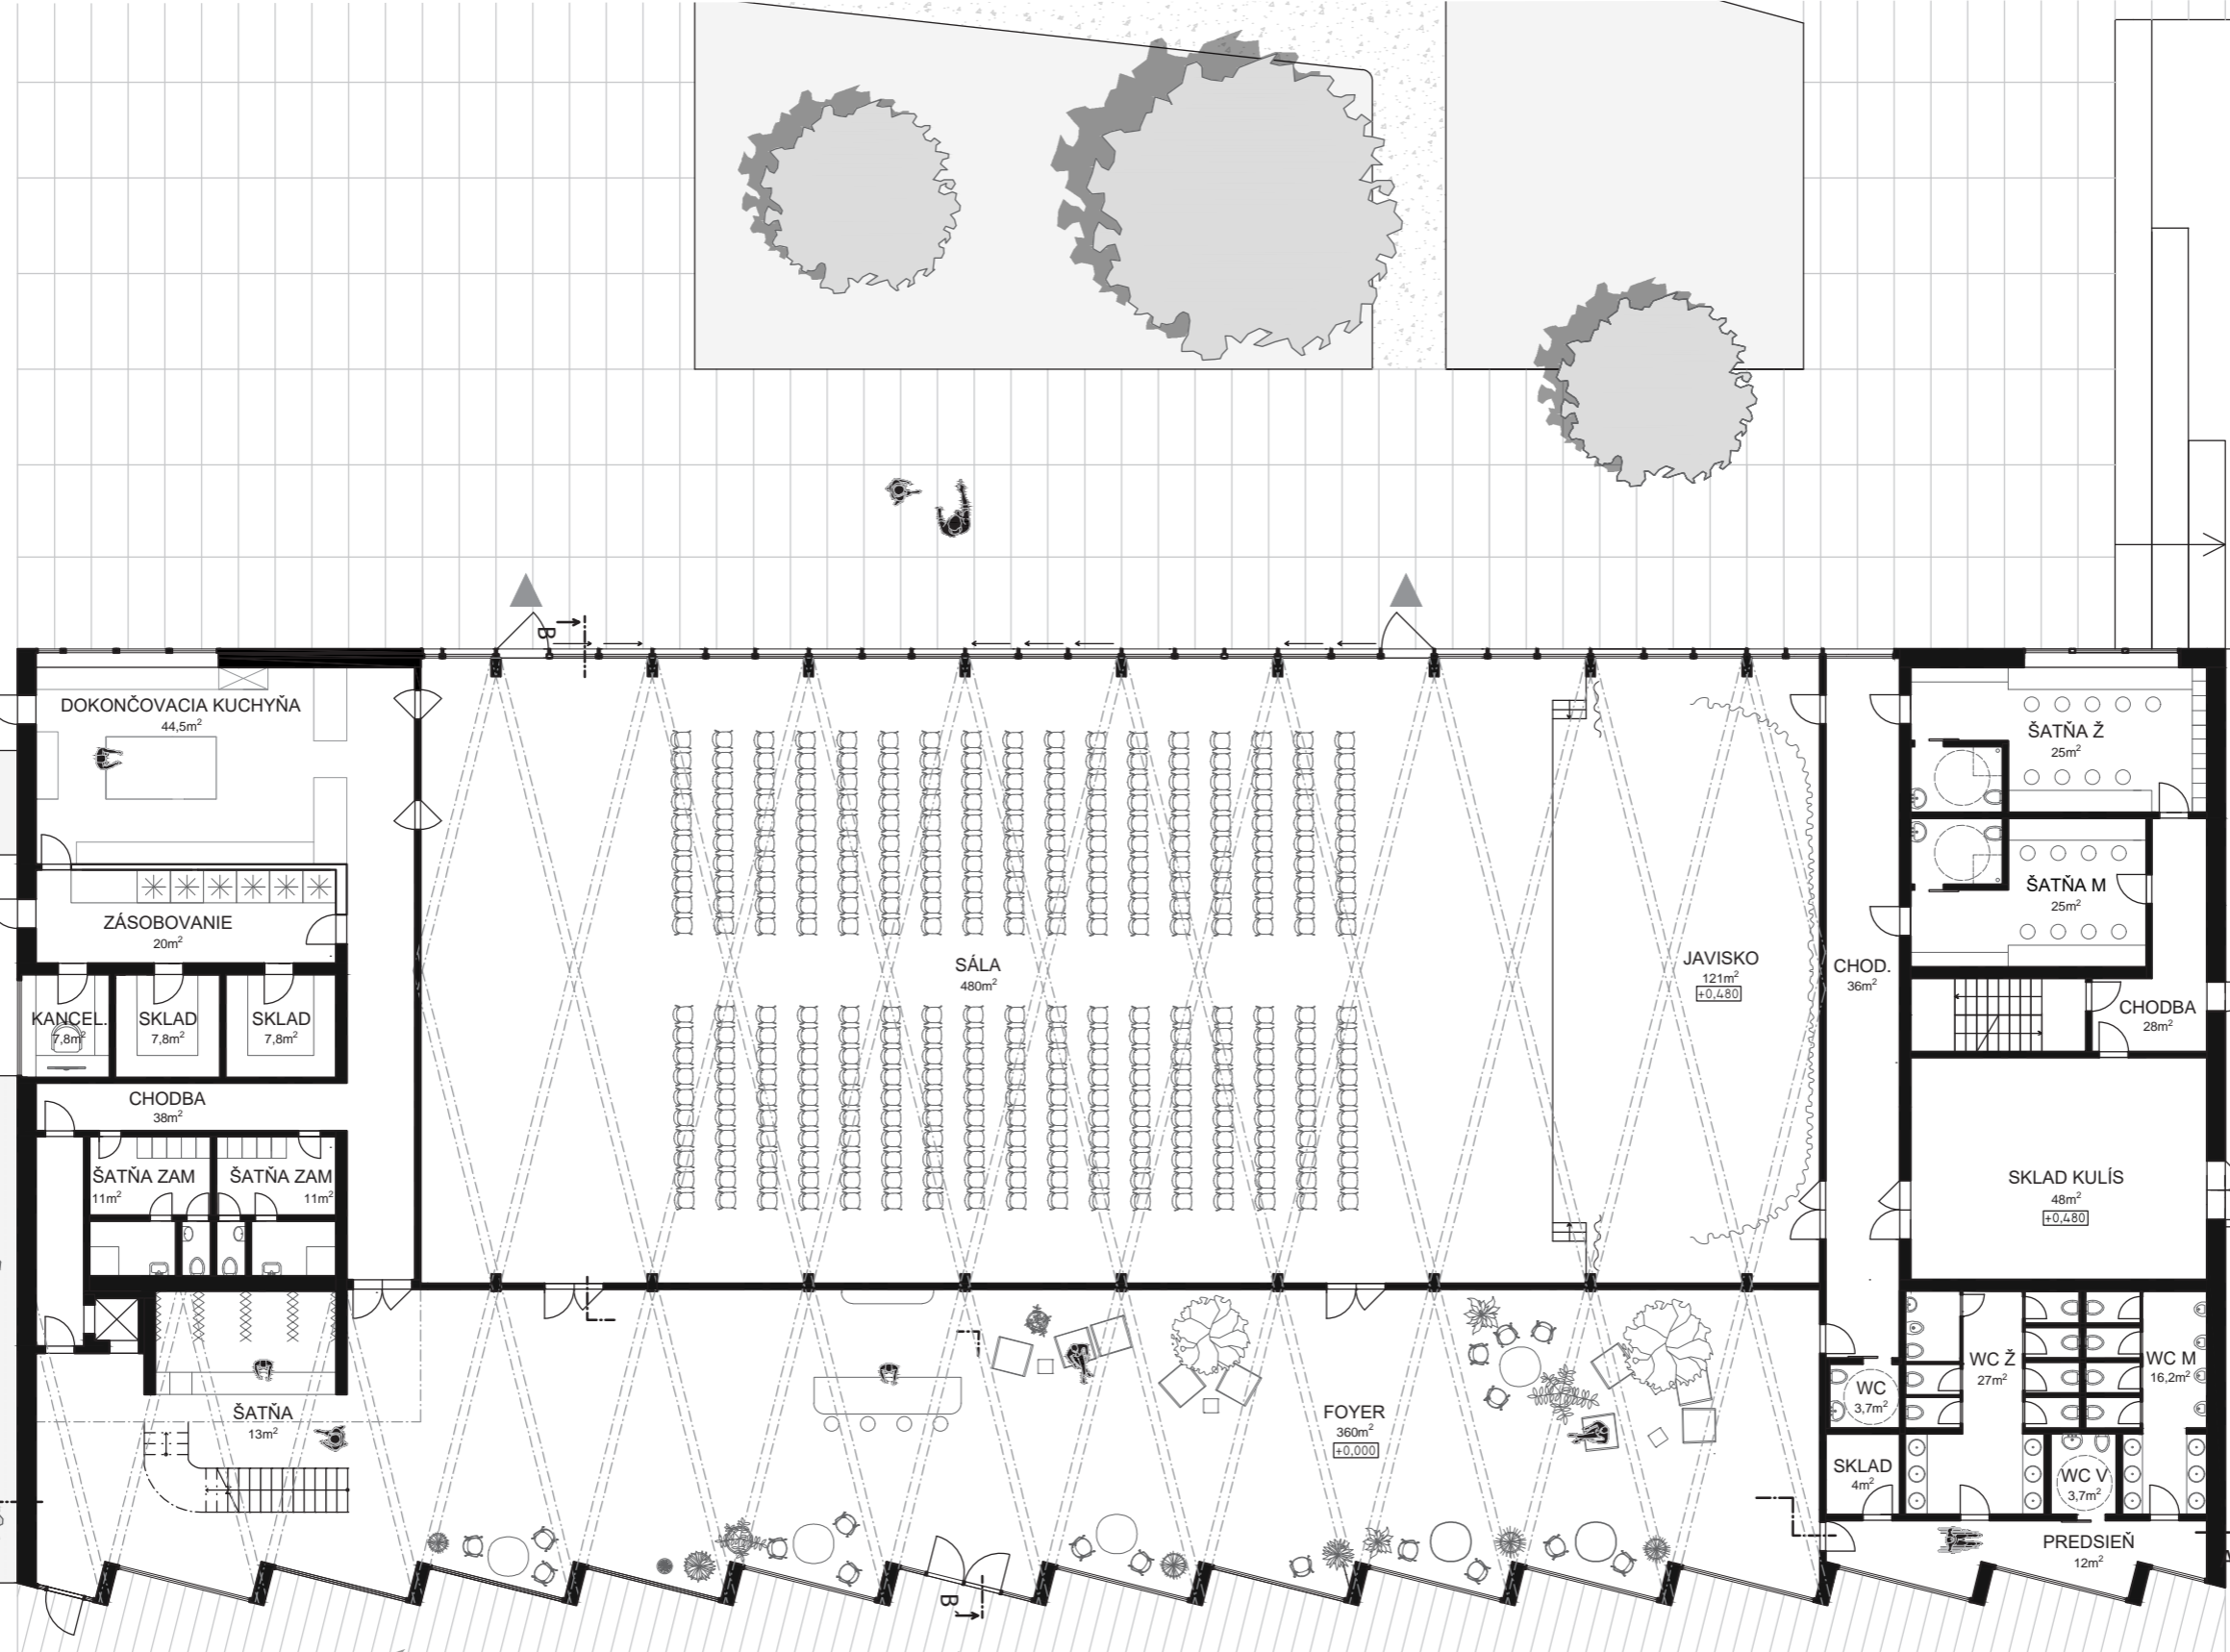 B
DOKONČOVACIA KUCHYŇA
44,5m²
ŠATŇA Ž
25m²
ŠATŇA M
25m²
ZÁSOBOVANIE
20m²
SÁLA
480m²
JAVISKO
121m²
+0,480
CHOD.
36m²
KANCEL.
7,8m²
SKLAD
7,8m²
SKLAD
7,8m²
CHODBA
28m²
CHODBA
38m²
ŠATŇA ZAM
11m²
ŠATŇA ZAM
11m²
SKLAD KULÍS
48m²
+0,480
WC Ž
27m²
WC M
16,2m²
WC
3,7m²
ŠATŇA
13m²
FOYER
360m²
+0,000
SKLAD
4m²
WC V
3,7m²
PREDSIEŇ
12m²
B